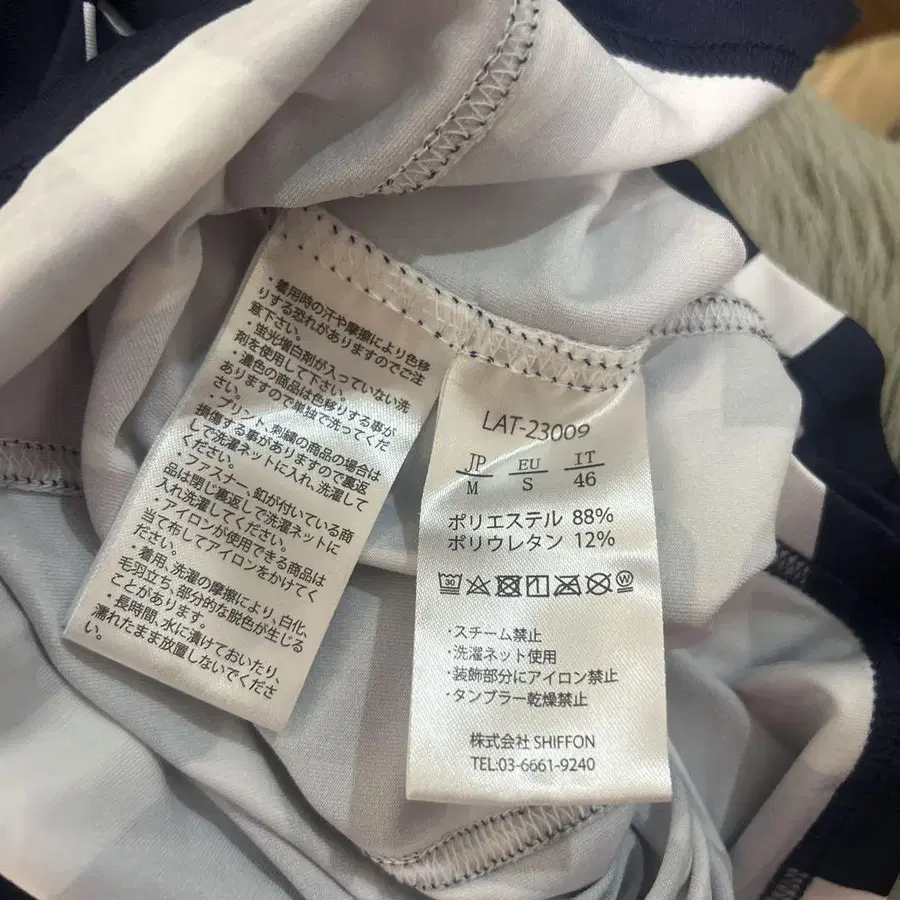 ・着用時の汗や摩擦により色移
りする恐れがありますのでご注
意下さい。
・蛍光増白剤が入っていない洗
剤を使用して下さい。
・濃色の商品は色移りする事が
ありますので単独で洗ってくだ
さい。
・プリント、刺繍の商品の場合は
損傷する事がありますので裏返
して洗濯ネットに入れ、洗濯して
ください。
・ファスナー、釦が付いている商
品は閉じ裏返しで洗濯ネットに
入れ洗濯してください。
・アイロンが使用できる商品は
当て布してアイロンをかけてく
ださい。
・着用、洗濯の摩擦により、白化、
毛羽立ち、部分的な脱色が生じる
ことがあります。
・長時間、水に漬けておいたり、
濡れたまま放置しないでくださ
い。
LAT-23009
JP EU IT
M S 46
ポリエステル 88%
ポリウレタン 12%
30 W
・スチーム禁止
・洗濯ネット使用
・装飾部分にアイロン禁止
・タンブラー乾燥禁止
株式会社 SHIFFON
TEL:03-6661-9240